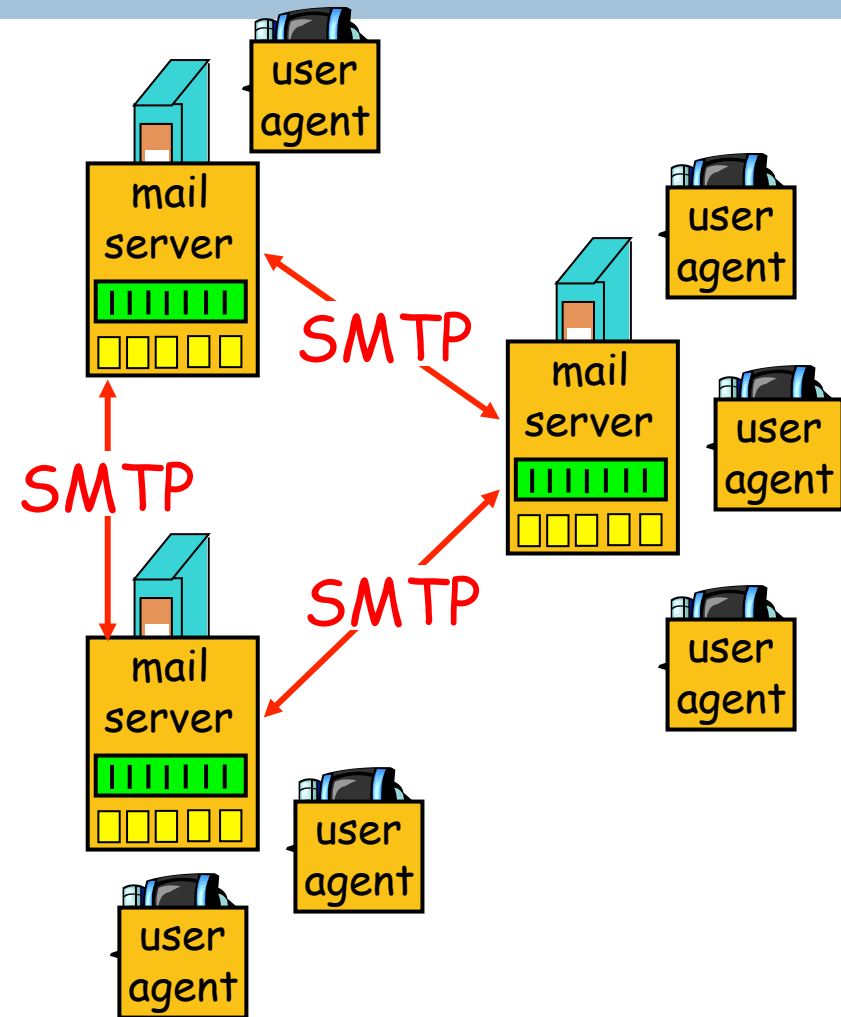 user
agent
mail
server
user
agent
SMTP
mail
server
user
agent
SMTP
SMTP
user
agent
mail
server
user
agent
user
agent